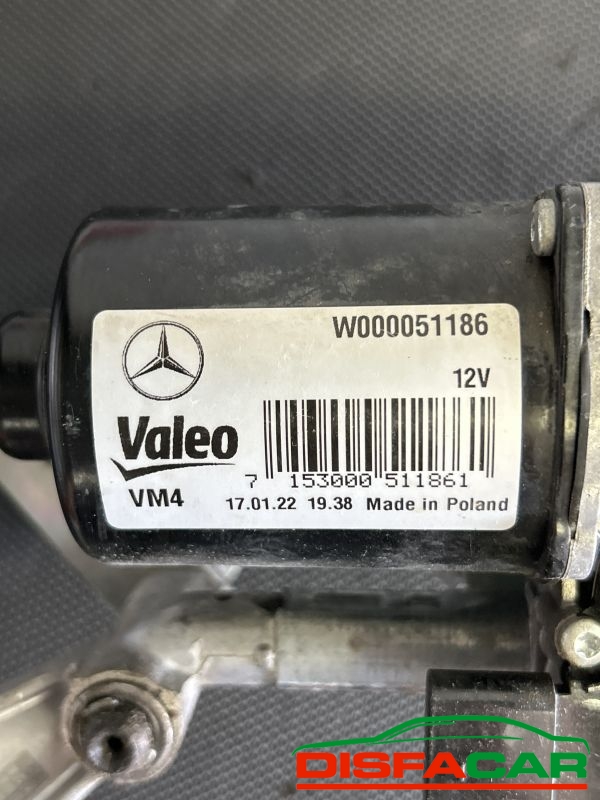 W000051186
12V
Valeo
7 153000 511861
VM4
17.01.22 19.38 Made in Poland
DISFACAR